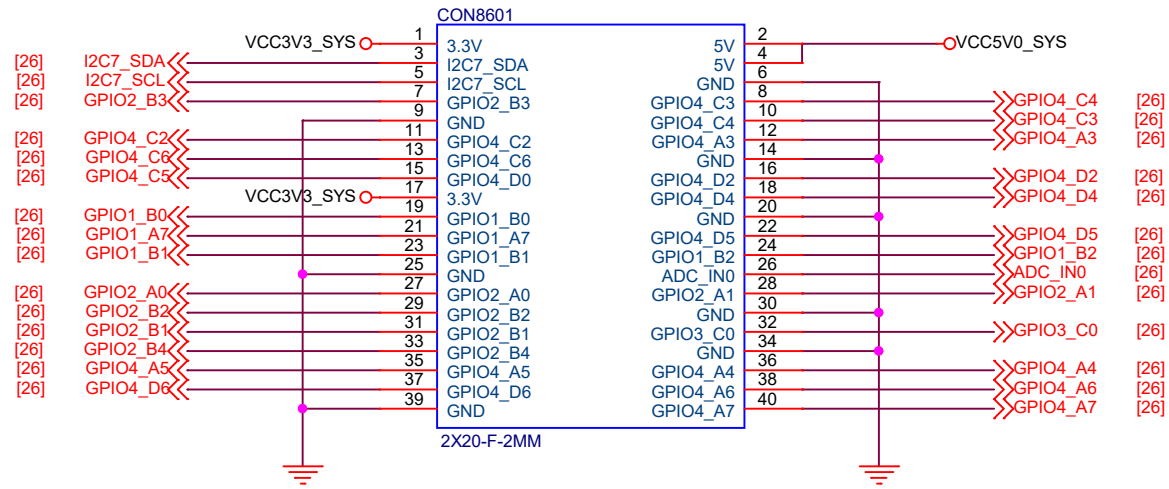 CON8601
VCC3V3_SYS 1 3.3V 5V 2 VCC5V0_SYS
[26] I2C7_SDA 3 I2C7_SDA 5V 4
[26] I2C7_SCL 5 I2C7_SCL GND 6
[26] GPIO2_B3 7 GPIO2_B3 GPIO4_C3 8 GPIO4_C4 [26]
9 GND GPIO4_C4 10 GPIO4_C3 [26]
[26] GPIO4_C2 11 GPIO4_C2 GPIO4_A3 12 GPIO4_A3 [26]
[26] GPIO4_C6 13 GPIO4_C6 GND 14
[26] GPIO4_C5 15 GPIO4_D0 GPIO4_D2 16 GPIO4_D2 [26]
VCC3V3_SYS 17 3.3V GPIO4_D4 18 GPIO4_D4 [26]
[26] GPIO1_B0 19 GPIO1_B0 GND 20
[26] GPIO1_A7 21 GPIO1_A7 GPIO4_D5 22 GPIO4_D5 [26]
[26] GPIO1_B1 23 GPIO1_B1 GPIO1_B2 24 GPIO1_B2 [26]
25 GND ADC_IN0 26 ADC_IN0 [26]
[26] GPIO2_A0 27 GPIO2_A0 GPIO2_A1 28 GPIO2_A1 [26]
[26] GPIO2_B2 29 GPIO2_B2 GND 30
[26] GPIO2_B1 31 GPIO2_B1 GPIO3_C0 32 GPIO3_C0 [26]
[26] GPIO2_B4 33 GPIO2_B4 GND 34
[26] GPIO4_A5 35 GPIO4_A5 GPIO4_A4 36 GPIO4_A4 [26]
[26] GPIO4_D6 37 GPIO4_D6 GPIO4_A6 38 GPIO4_A6 [26]
39 GND GPIO4_A7 40 GPIO4_A7 [26]
2X20-F-2MM